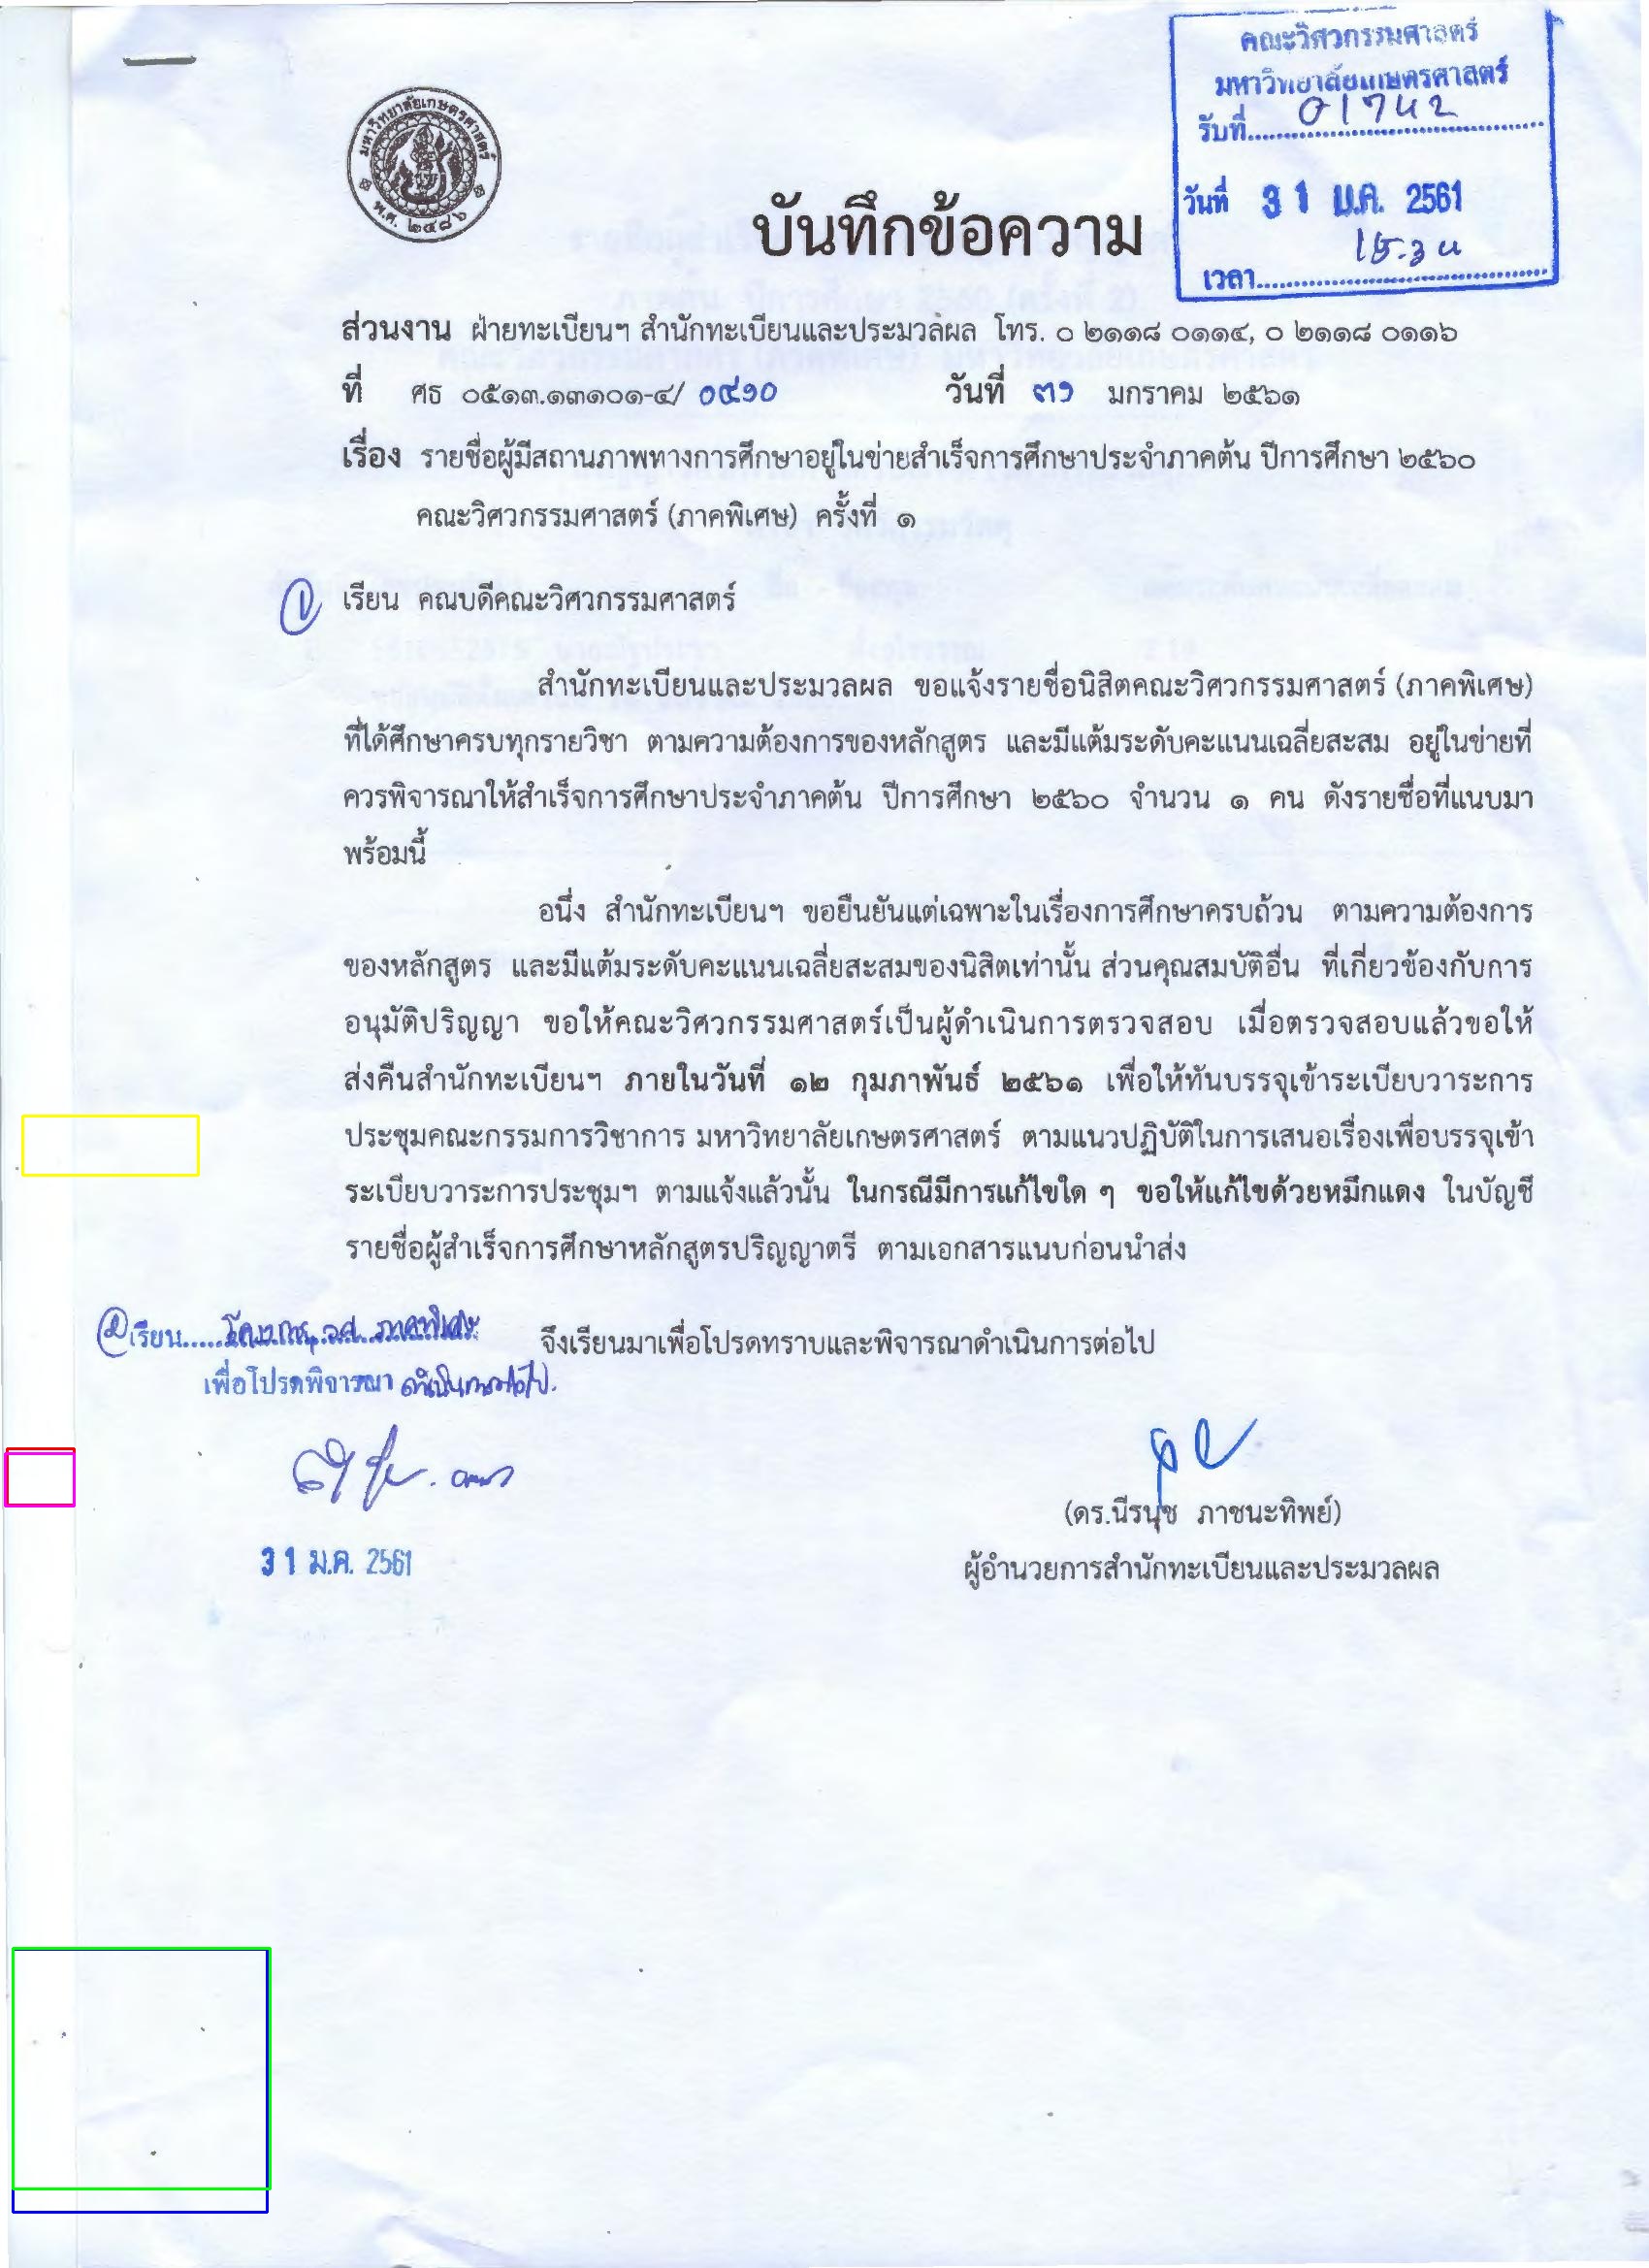 คณะวิศวกรรมศาสตร์
มหาวิทยาลัยเกษตรศาสตร์
รับที่ 01742
วันที่ 31 ม.ค. 2561
เวลา
มหาวิทยาลัยเกษตรศาสตร์
พ.ศ. ๒๔๘๖
บันทึกข้อความ
ส่วนงาน ฝ่ายทะเบียนฯ สำนักทะเบียนและประมวลผล โทร. ๐ ๒๑๑๘ ๐๑๑๔, ๐ ๒๑๑๘ ๐๑๑๖
ที่ ศธ ๐๕๑๓.๑๓๑๐๑-๔/ ๐๔๑๐ วันที่ ๓๑ มกราคม ๒๕๖๑
เรื่อง รายชื่อผู้มีสถานภาพทางการศึกษาอยู่ในข่ายสำเร็จการศึกษาประจำภาคต้น ปีการศึกษา ๒๕๖๐
คณะวิศวกรรมศาสตร์ (ภาคพิเศษ) ครั้งที่ ๑
๑ เรียน คณบดีคณะวิศวกรรมศาสตร์
สำนักทะเบียนและประมวลผล ขอแจ้งรายชื่อนิสิตคณะวิศวกรรมศาสตร์ (ภาคพิเศษ)
ที่ได้ศึกษาครบทุกรายวิชา ตามความต้องการของหลักสูตร และมีแต้มระดับคะแนนเฉลี่ยสะสม อยู่ในข่ายที่
ควรพิจารณาให้สำเร็จการศึกษาประจำภาคต้น ปีการศึกษา ๒๕๖๐ จำนวน ๑ คน ดังรายชื่อที่แนบมา
พร้อมนี้
อนึ่ง สำนักทะเบียนฯ ขอยืนยันแต่เฉพาะในเรื่องการศึกษาครบถ้วน ตามความต้องการ
ของหลักสูตร และมีแต้มระดับคะแนนเฉลี่ยสะสมของนิสิตเท่านั้น ส่วนคุณสมบัติอื่น ที่เกี่ยวข้องกับการ
อนุมัติปริญญา ขอให้คณะวิศวกรรมศาสตร์เป็นผู้ดำเนินการตรวจสอบ เมื่อตรวจสอบแล้วขอให้
ส่งคืนสำนักทะเบียนฯ ภายในวันที่ ๑๒ กุมภาพันธ์ ๒๕๖๑ เพื่อให้ทันบรรจุเข้าระเบียบวาระการ
ประชุมคณะกรรมการวิชาการ มหาวิทยาลัยเกษตรศาสตร์ ตามแนวปฏิบัติในการเสนอเรื่องเพื่อบรรจุเข้า
ระเบียบวาระการประชุมฯ ตามแจ้งแล้วนั้น ในกรณีมีการแก้ไขใด ๆ ขอให้แก้ไขด้วยหมึกแดง ในบัญชี
รายชื่อผู้สำเร็จการศึกษาหลักสูตรปริญญาตรี ตามเอกสารแนบก่อนนำส่ง
จึงเรียนมาเพื่อโปรดทราบและพิจารณาดำเนินการต่อไป
๒ เรียน โครงการ วศ. ภาคพิเศษ
เพื่อโปรดพิจารณา ดำเนินการต่อไป.
31 ม.ค. 2561
(ดร.นีรนุช ภาชนะทิพย์)
ผู้อำนวยการสำนักทะเบียนและประมวลผล